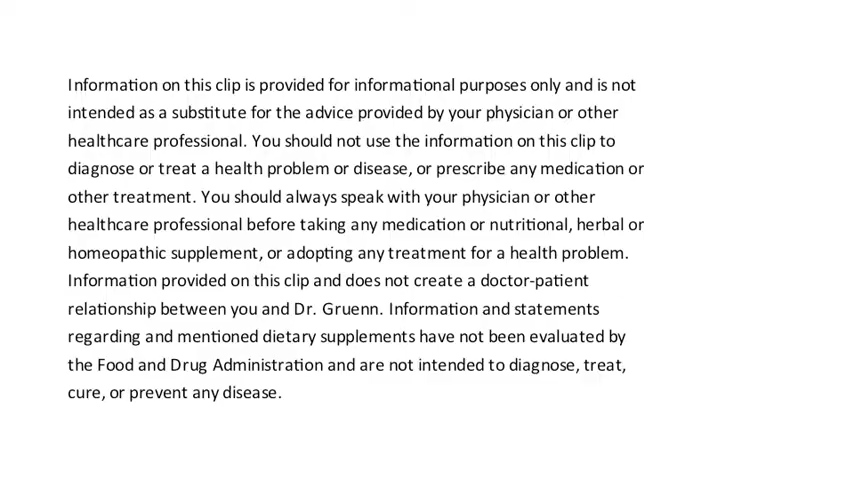 Information on this clip is provided for informational purposes only and is not
intended as a substitute for the advice provided by your physician or other
healthcare professional. You should not use the information on this clip to
diagnose or treat a health problem or disease, or prescribe any medication or
other treatment. You should always speak with your physician or other
healthcare professional before taking any medication or nutritional, herbal or
homeopathic supplement, or adopting any treatment for a health problem.
Information provided on this clip and does not create a doctor-patient
relationship between you and Dr. Gruenn. Information and statements
regarding and mentioned dietary supplements have not been evaluated by
the Food and Drug Administration and are not intended to diagnose, treat,
cure, or prevent any disease.